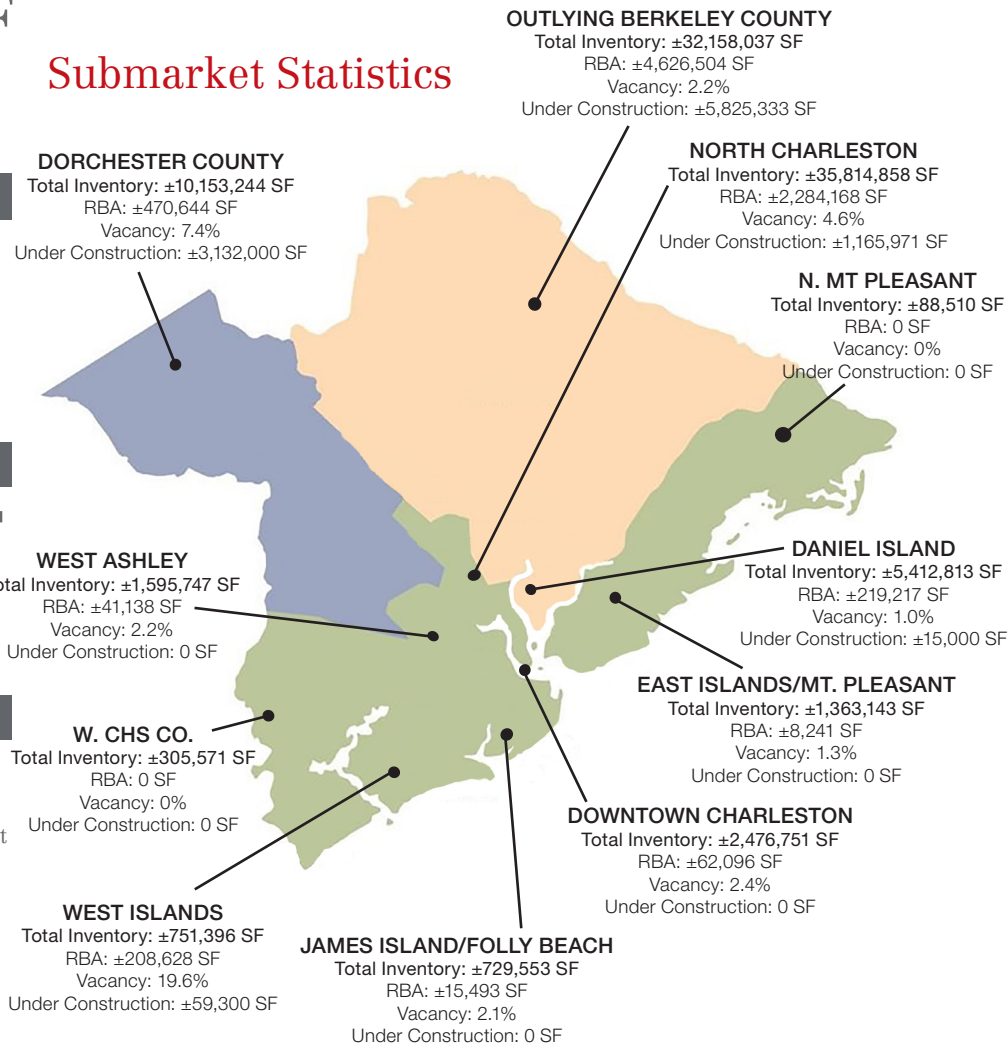 Submarket Statistics
OUTLYING BERKELEY COUNTY
Total Inventory: ±32,158,037 SF
RBA: ±4,626,504 SF
Vacancy: 2.2%
Under Construction: ±5,825,333 SF
DORCHESTER COUNTY
Total Inventory: ±10,153,244 SF
RBA: ±470,644 SF
Vacancy: 7.4%
Under Construction: ±3,132,000 SF
NORTH CHARLESTON
Total Inventory: ±35,814,858 SF
RBA: ±2,284,168 SF
Vacancy: 4.6%
Under Construction: ±1,165,971 SF
N. MT PLEASANT
Total Inventory: ±88,510 SF
RBA: 0 SF
Vacancy: 0%
Under Construction: 0 SF
WEST ASHLEY
otal Inventory: ±1,595,747 SF
RBA: ±41,138 SF
Vacancy: 2.2%
Under Construction: 0 SF
DANIEL ISLAND
Total Inventory: ±5,412,813 SF
RBA: ±219,217 SF
Vacancy: 1.0%
Under Construction: ±15,000 SF
EAST ISLANDS/MT. PLEASANT
Total Inventory: ±1,363,143 SF
RBA: ±8,241 SF
Vacancy: 1.3%
Under Construction: 0 SF
W. CHS CO.
Total Inventory: ±305,571 SF
RBA: 0 SF
Vacancy: 0%
Under Construction: 0 SF
t
DOWNTOWN CHARLESTON
Total Inventory: ±2,476,751 SF
RBA: ±62,096 SF
Vacancy: 2.4%
Under Construction: 0 SF
WEST ISLANDS
Total Inventory: ±751,396 SF
RBA: ±208,628 SF
Vacancy: 19.6%
Under Construction: ±59,300 SF
JAMES ISLAND/FOLLY BEACH
Total Inventory: ±729,553 SF
RBA: ±15,493 SF
Vacancy: 2.1%
Under Construction: 0 SF